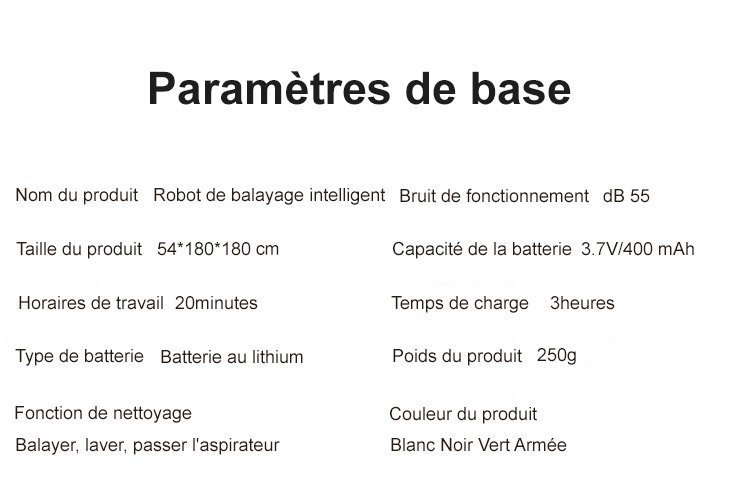 Paramètres de base
Nom du produit Robot de balayage intelligent Bruit de fonctionnement dB 55
Taille du produit 54*180*180 cm Capacité de la batterie 3.7V/400 mAh
Horaires de travail 20minutes Temps de charge 3heures
Type de batterie Batterie au lithium Poids du produit 250g
Fonction de nettoyage Couleur du produit
Balayer, laver, passer l'aspirateur Blanc Noir Vert Armée